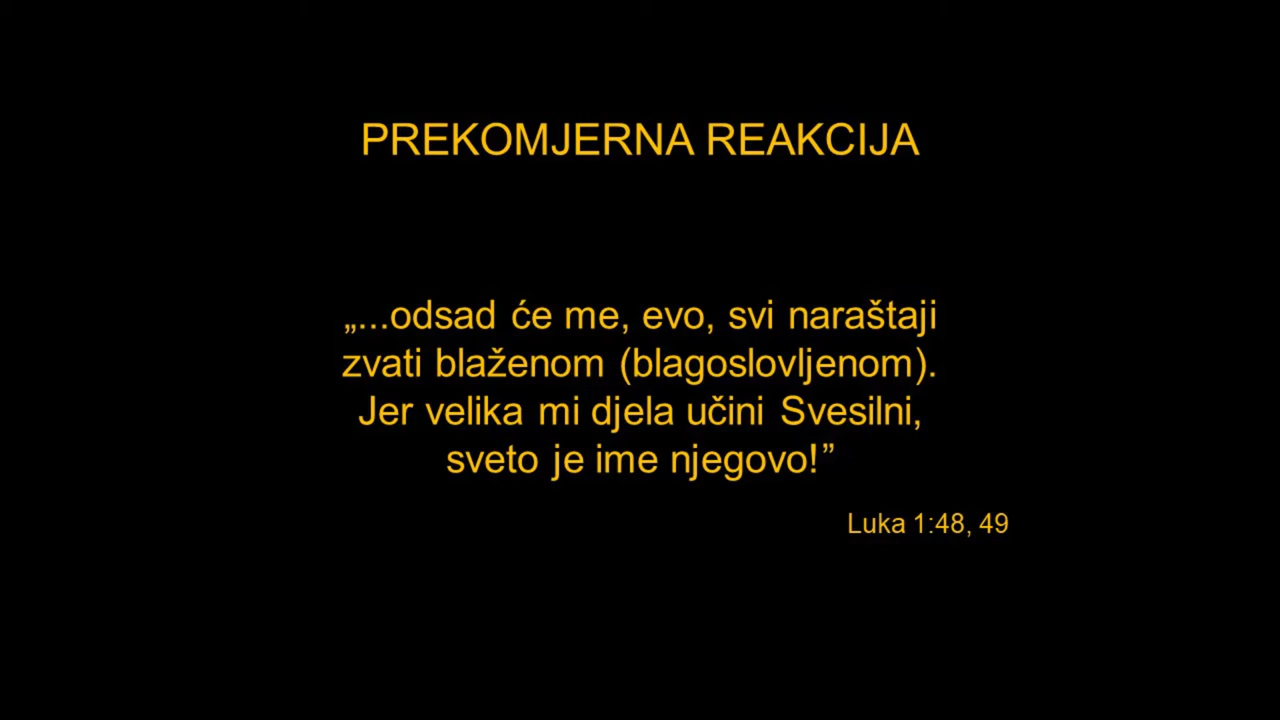 PREKOMJERNA REAKCIJA
„...odsad će me, evo, svi naraštaji
zvati blaženom (blagoslovljenom).
Jer velika mi djela učini Svesilni,
sveto je ime njegovo!”
Luka 1:48, 49